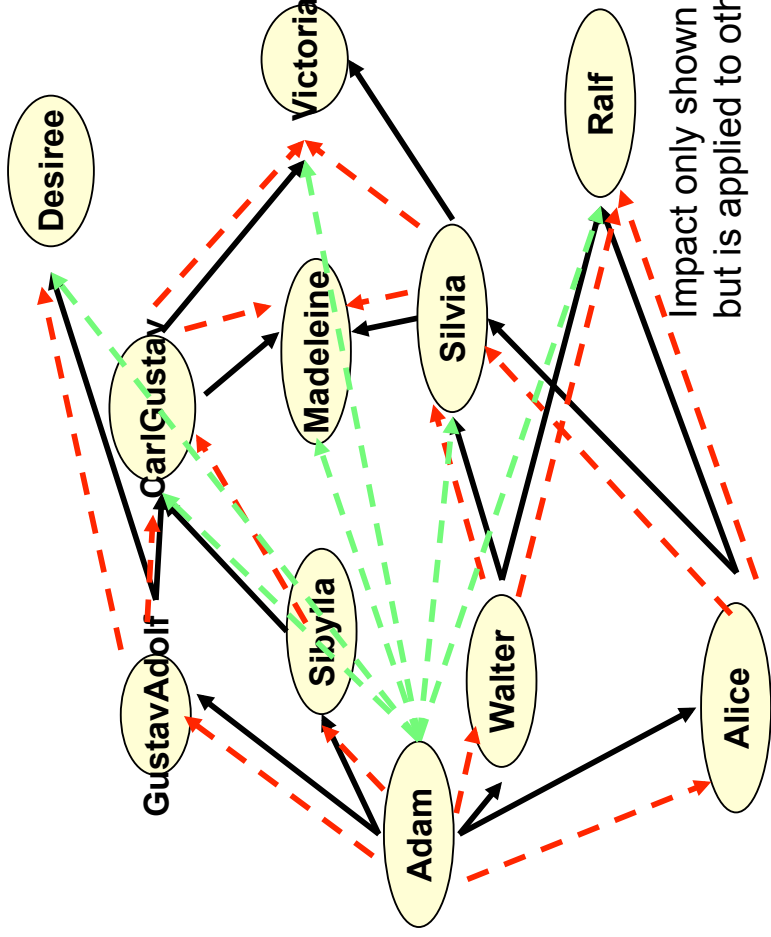 Desiree
GustavAdolf
CarlGustav
Sibylla
Madeleine
Victoria
Adam
Silvia
Walter
Ralf
Alice
Impact only shown
but is applied to oth